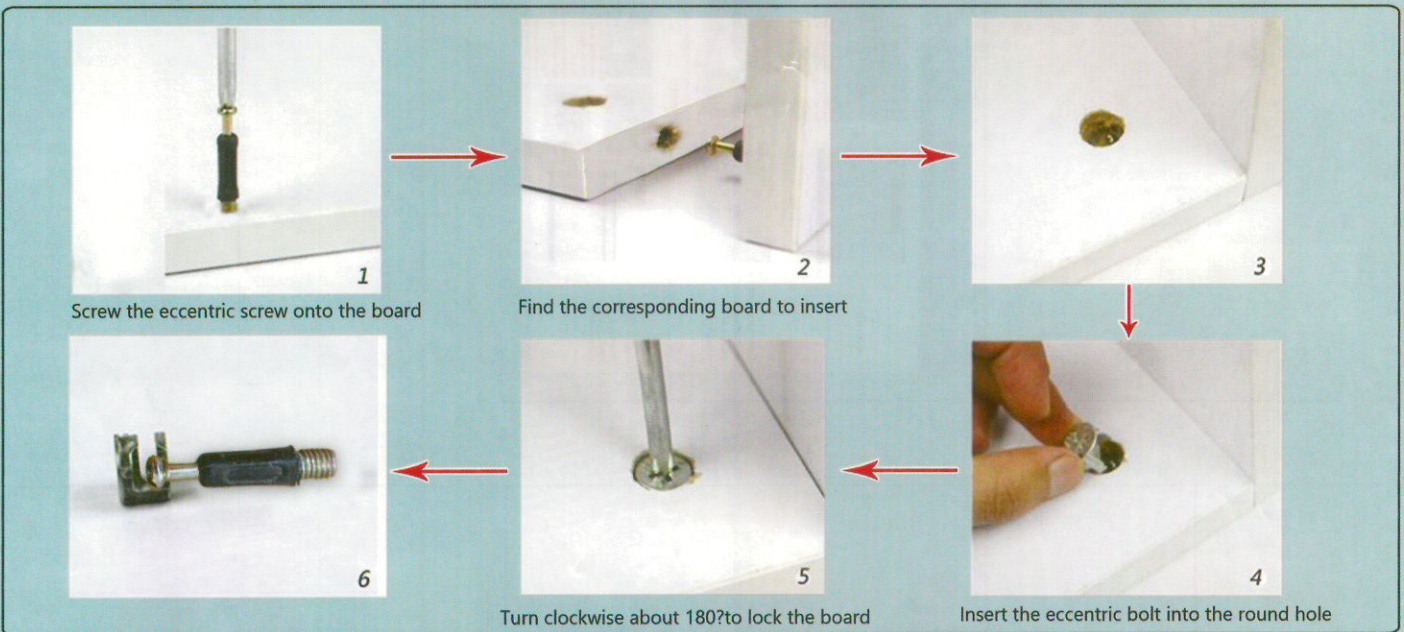 1
Screw the eccentric screw onto the board
2
Find the corresponding board to insert
3
4
Insert the eccentric bolt into the round hole
5
Turn clockwise about 180?to lock the board
6